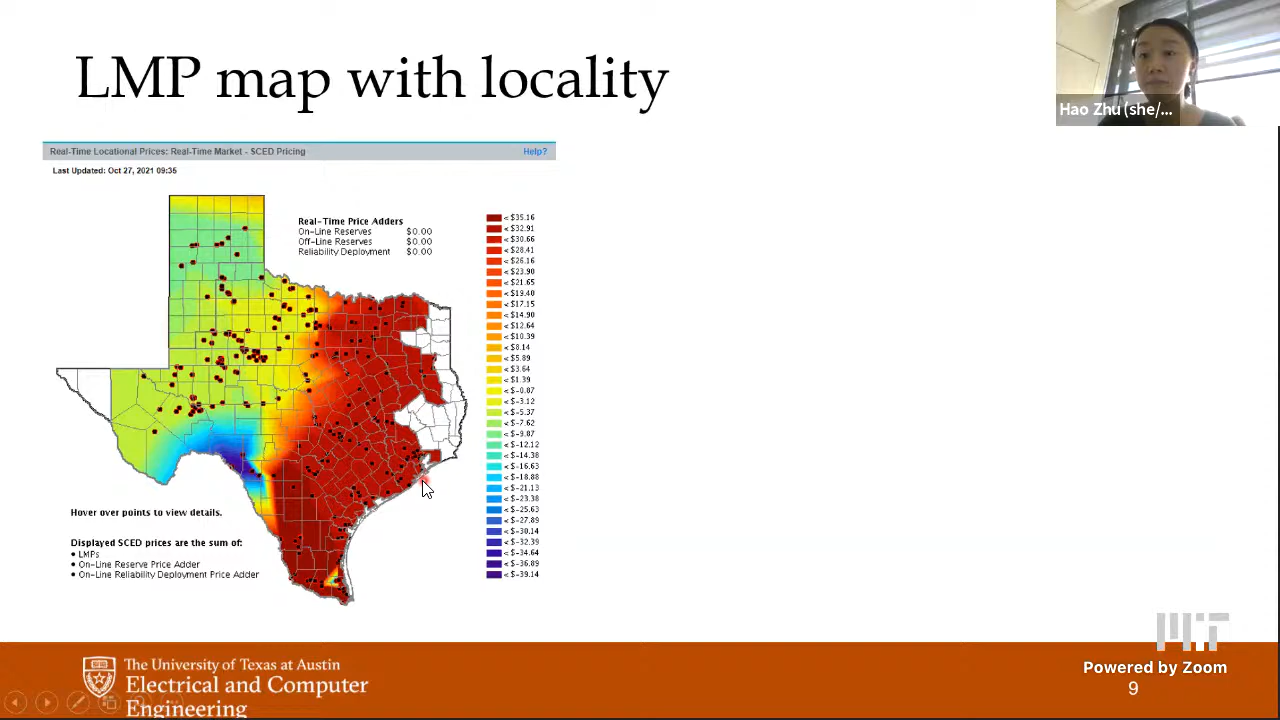 LMP map with locality
Hao Zhu (she/...
Real-Time Locational Prices: Real-Time Market - SCED Pricing
Help?
Last Updated: Oct 27, 2021 09:35
Real-Time Price Adders
On-Line Reserves $0.00
Off-Line Reserves $0.00
Reliability Deployment $0.00
< $35.16
< $32.91
< $30.66
< $28.41
< $26.16
< $23.90
< $21.65
< $19.40
< $17.15
< $14.90
< $12.64
< $10.39
< $8.14
< $5.89
< $3.64
< $1.39
< $-0.87
< $-3.12
< $-5.37
< $-7.62
< $-9.87
< $-12.12
< $-14.38
< $-16.63
< $-18.88
< $-21.13
< $-23.38
< $-25.63
< $-27.89
< $-30.14
< $-32.39
< $-34.64
< $-36.89
< $-39.14
Hover over points to view details.
Displayed SCED prices are the sum of:
• LMPs
• On-Line Reserve Price Adder
• On-Line Reliability Deployment Price Adder
The University of Texas at Austin
Electrical and Computer
Engineering
MIT
Powered by Zoom
9